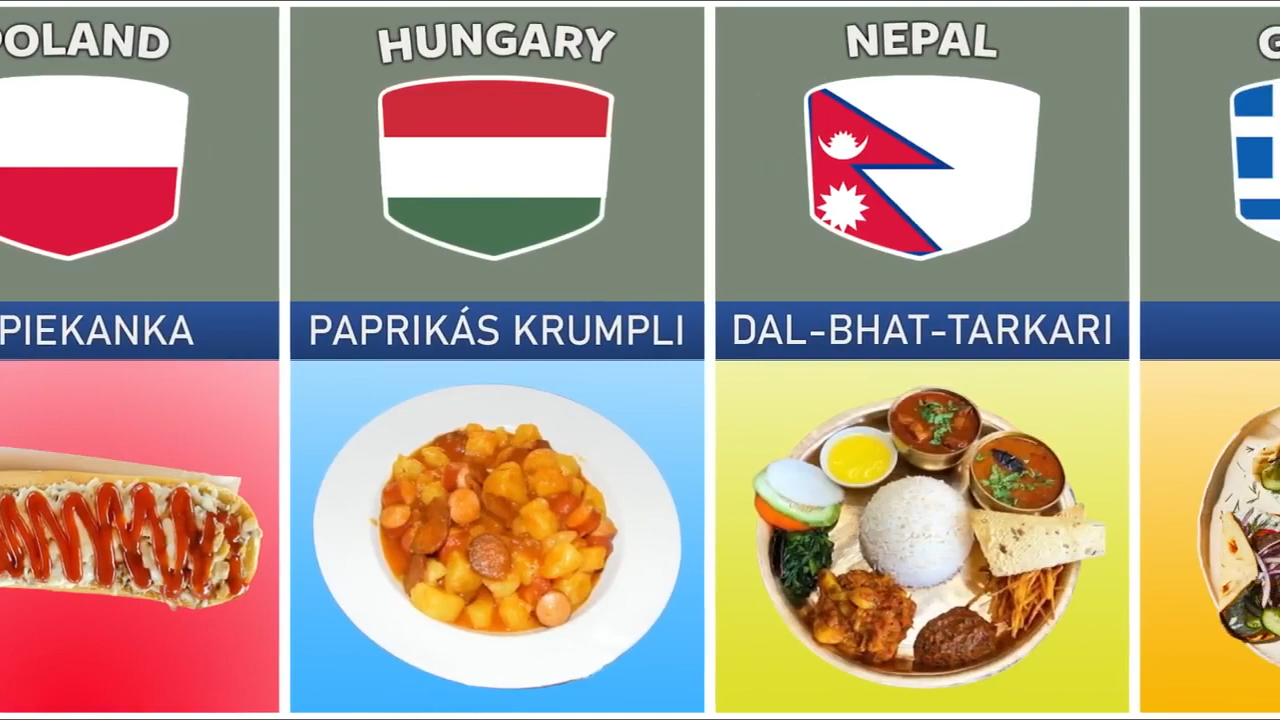 POLAND
HUNGARY
NEPAL
G
PIEKANKA
PAPRIKÁS KRUMPLI
DAL-BHAT-TARKARI